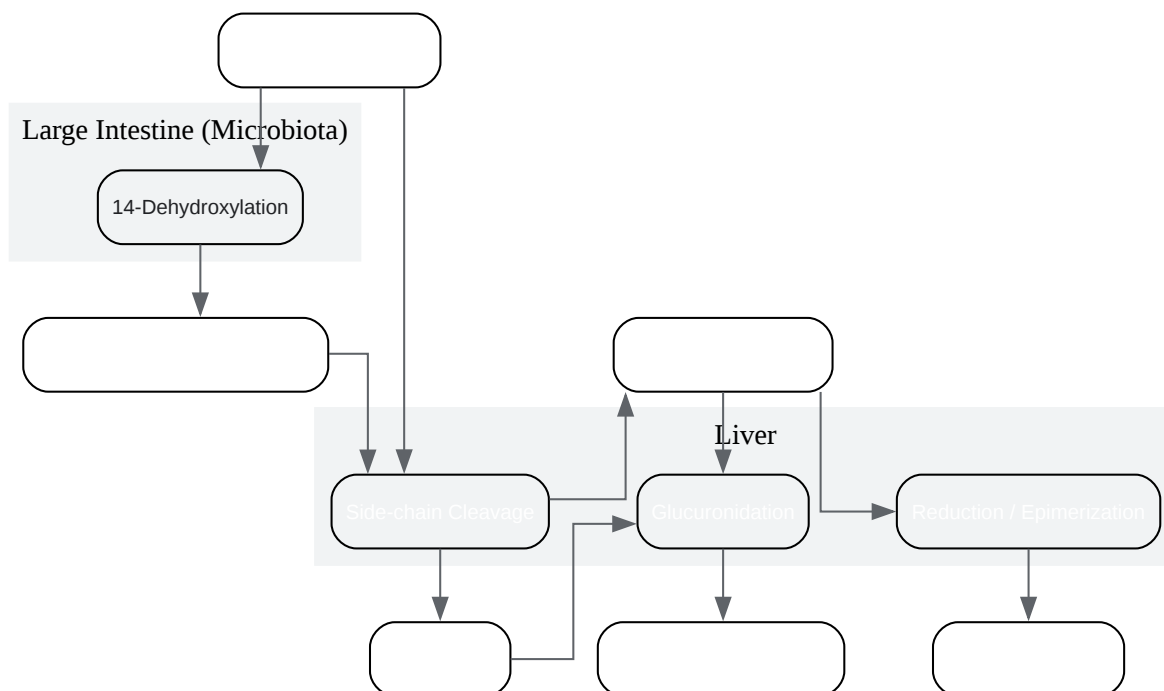 Large Intestine (Microbiota)
14-Dehydroxylation
Liver
Side-chain Cleavage
Glucuronidation
Reduction / Epimerization